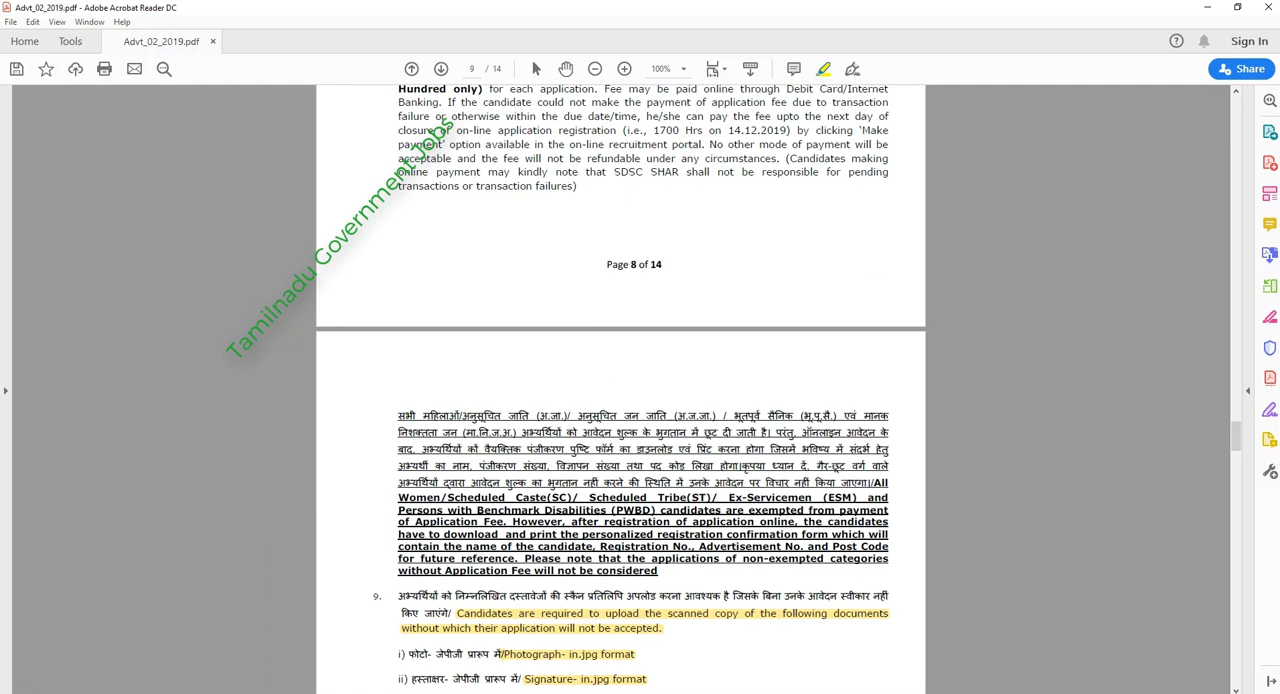 Advt_02_2019.pdf - Adobe Acrobat Reader DC
File Edit View Window Help
Home Tools Advt_02_2019.pdf × Sign In
9 / 14 100% Share
Hundred only) for each application. Fee may be paid online through Debit Card/Internet
Banking. If the candidate could not make the payment of application fee due to transaction
failure or otherwise within the due date/time, he/she can pay the fee upto the next day of
closure of on-line application registration (i.e., 1700 Hrs on 14.12.2019) by clicking ‘Make
payment’ option available in the on-line recruitment portal. No other mode of payment will be
acceptable and the fee will not be refundable under any circumstances. (Candidates making
online payment may kindly note that SDSC SHAR shall not be responsible for pending
transactions or transaction failures)
Tamilnadu Government Jobs
Page 8 of 14
सभी महिलाओं/अनुसूचित जाति (अ.जा.)/ अनुसूचित जन जाति (अ.ज.जा.) / भूतपूर्व सैनिक (भू.पू.सै.) एवं मानक
निशक्तता जन (मा.नि.ज.अ.) अभ्यर्थियों को आवेदन शुल्क के भुगतान में छूट दी जाती है। परंतु, ऑनलाइन आवेदन के
बाद, अभ्यर्थियों कों वैयक्तिक पंजीकरण पुष्टि फॉर्म का डाउनलोड एवं प्रिंट करना होगा जिसमें भविष्य में संदर्भ हेतु
अभ्यर्थी का नाम, पंजीकरण संख्या, विज्ञापन संख्या तथा पद कोड लिखा होगा।कृपया ध्यान दें, गैर-छूट वर्ग वाले
अभ्यर्थियों द्वारा आवेदन शुल्क का भुगतान नहीं करने की स्थिति में उनके आवेदन पर विचार नहीं किया जाएगा।/All
Women/Scheduled Caste(SC)/ Scheduled Tribe(ST)/ Ex-Servicemen (ESM) and
Persons with Benchmark Disabilities (PWBD) candidates are exempted from payment
of Application Fee. However, after registration of application online, the candidates
have to download and print the personalized registration confirmation form which will
contain the name of the candidate, Registration No., Advertisement No. and Post Code
for future reference. Please note that the applications of non-exempted categories
without Application Fee will not be considered
9. अभ्यर्थियों को निम्नलिखित दस्तावेजों की स्कैन प्रतिलिपि अपलोड करना आवश्यक है जिसके बिना उनके आवेदन स्वीकार नहीं
किए जाएंगे/ Candidates are required to upload the scanned copy of the following documents
without which their application will not be accepted.
i) फोटो- जेपीजी प्रारूप में/Photograph- in.jpg format
ii) हस्ताक्षर- जेपीजी प्रारूप में/ Signature- in.jpg format